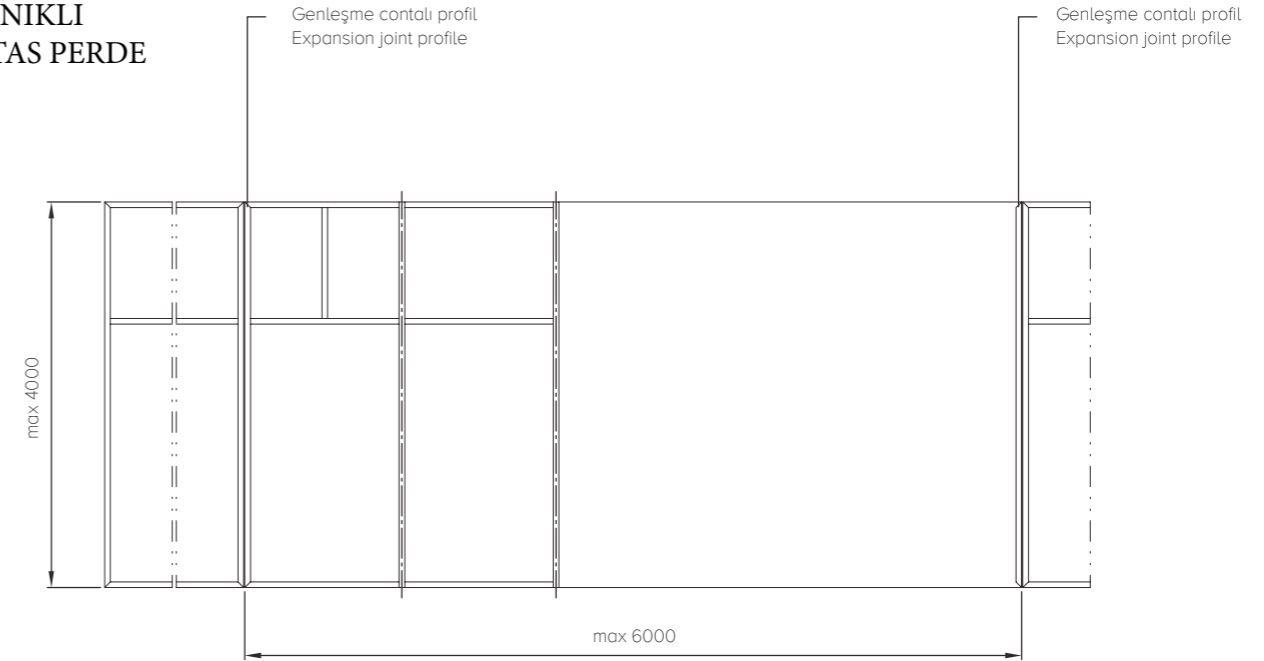 NIKLI
TAS PERDE
Genleşme contalı profil
Expansion joint profile
Genleşme contalı profil
Expansion joint profile
max 4000
max 6000